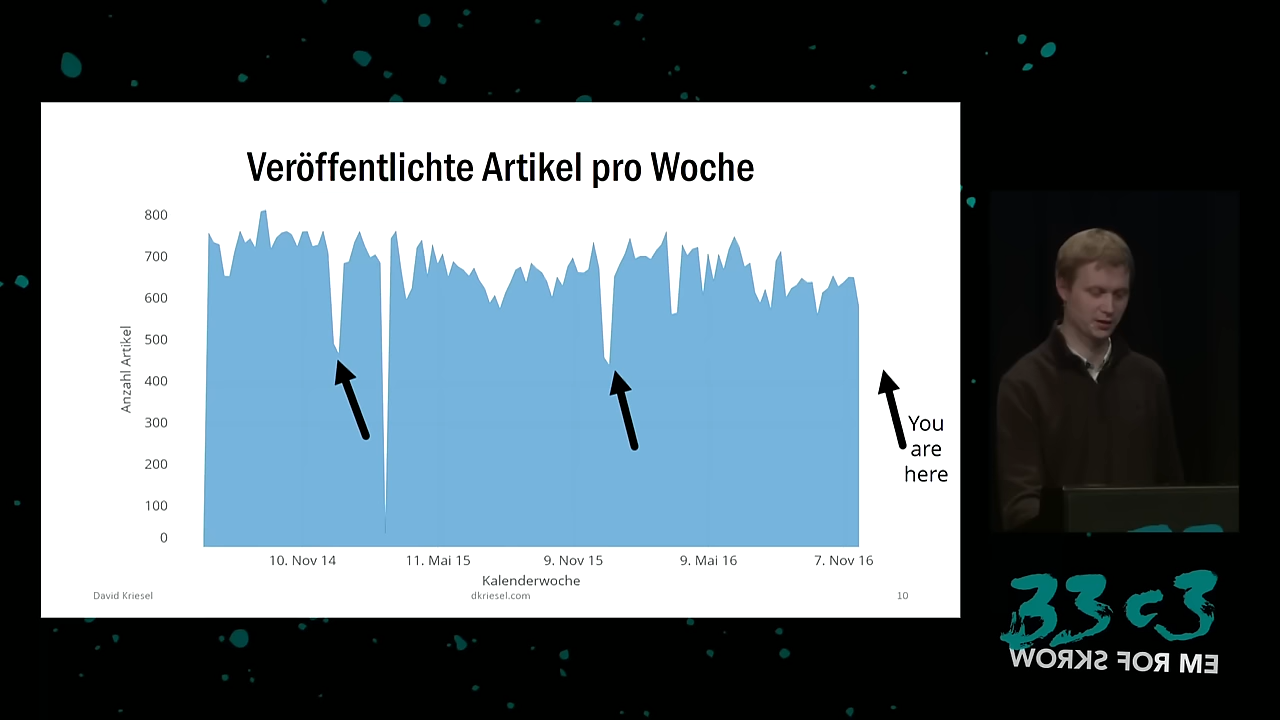 Veröffentlichte Artikel pro Woche
800
700
600
500
400
300
200
100
0
Anzahl Artikel
You
are
here
10. Nov 14
11. Mai 15
9. Nov 15
9. Mai 16
7. Nov 16
Kalenderwoche
David Kriesel
dkriesel.com
10
33c3
WORKS FOR ME